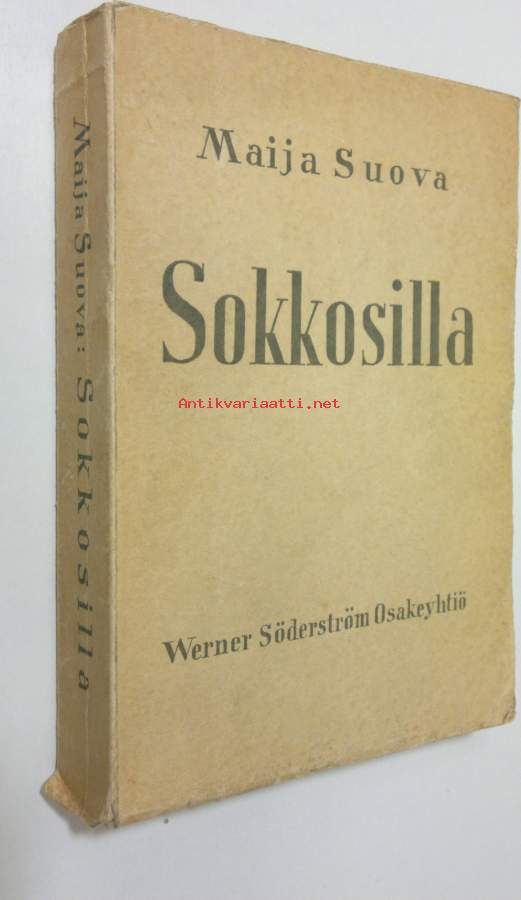 Maija Suova
Sokkosilla
Antikvariaatti.net
Werner Söderström Osakeyhtiö
Maija Suova: Sokkosilla